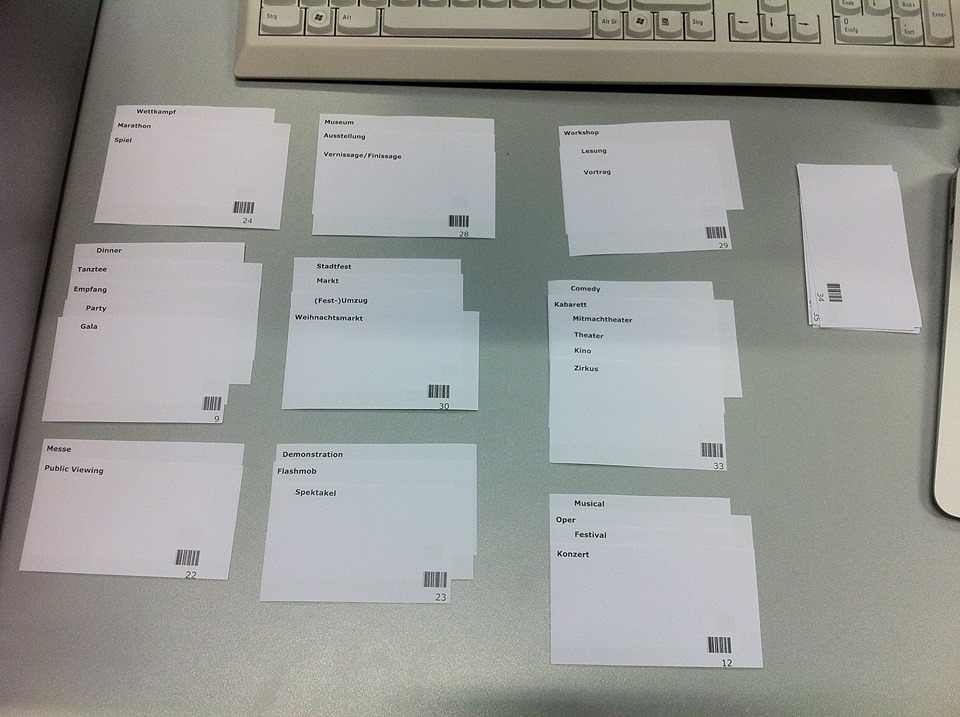 Strg
Alt
Alt Gr
Strg
Ende
Bild
0
Einfg
Entf
Enter
Wettkampf
Marathon
Spiel
24
Museum
Ausstellung
Vernissage/Finissage
28
Workshop
Lesung
Vortrag
29
34
35
Dinner
Tanztee
Empfang
Party
Gala
9
Stadtfest
Markt
(Fest-)Umzug
Weihnachtsmarkt
30
Comedy
Kabarett
Mitmachtheater
Theater
Kino
Zirkus
33
Messe
Public Viewing
22
Demonstration
Flashmob
Spektakel
23
Musical
Oper
Festival
Konzert
12